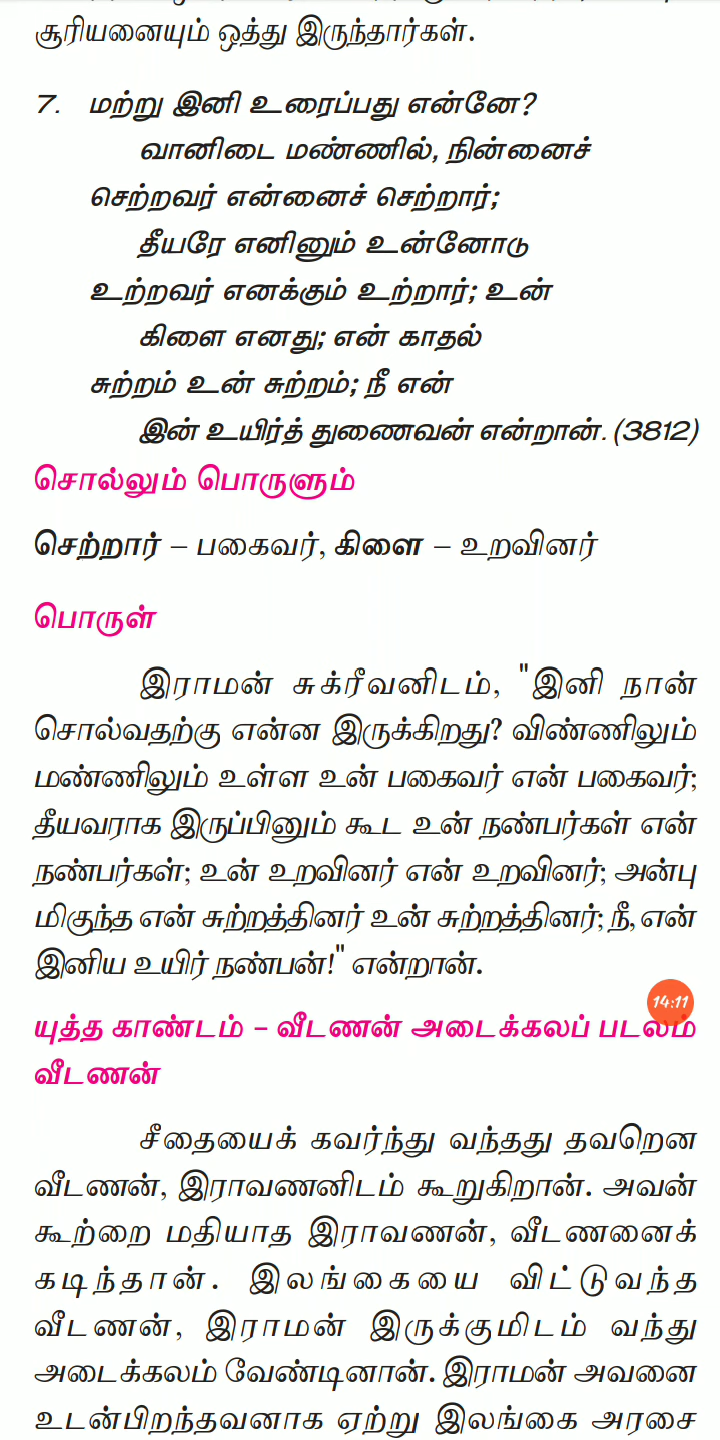 சூரியனையும் ஒத்து இருந்தார்கள்.
7. மற்று இனி உரைப்பது என்னே?
வானிடை மண்ணில், நின்னைச்
செற்றவர் என்னைச் செற்றார்;
தீயரே எனினும் உன்னோடு
உற்றவர் எனக்கும் உற்றார்; உன்
கிளை எனது; என் காதல்
சுற்றம் உன் சுற்றம்; நீ என்
இன் உயிர்த் துணைவன் என்றான். (3812)
சொல்லும் பொருளும்
செற்றார் – பகைவர், கிளை – உறவினர்
பொருள்
இராமன் சுக்ரீவனிடம், "இனி நான்
சொல்வதற்கு என்ன இருக்கிறது? விண்ணிலும்
மண்ணிலும் உள்ள உன் பகைவர் என் பகைவர்;
தீயவராக இருப்பினும் கூட உன் நண்பர்கள் என்
நண்பர்கள்; உன் உறவினர் என் உறவினர்; அன்பு
மிகுந்த என் சுற்றத்தினர் உன் சுற்றத்தினர்; நீ, என்
இனிய உயிர் நண்பன்!" என்றான்.
14:11
யுத்த காண்டம் – வீடணன் அடைக்கலப் படலம்
வீடணன்
சீதையைக் கவர்ந்து வந்தது தவறென
வீடணன், இராவணனிடம் கூறுகிறான். அவன்
கூற்றை மதியாத இராவணன், வீடணனைக்
கடிந்தான். இலங்கையை விட்டுவந்த
வீடணன், இராமன் இருக்குமிடம் வந்து
அடைக்கலம் வேண்டினான். இராமன் அவனை
உடன்பிறந்தவனாக ஏற்று இலங்கை அரசை